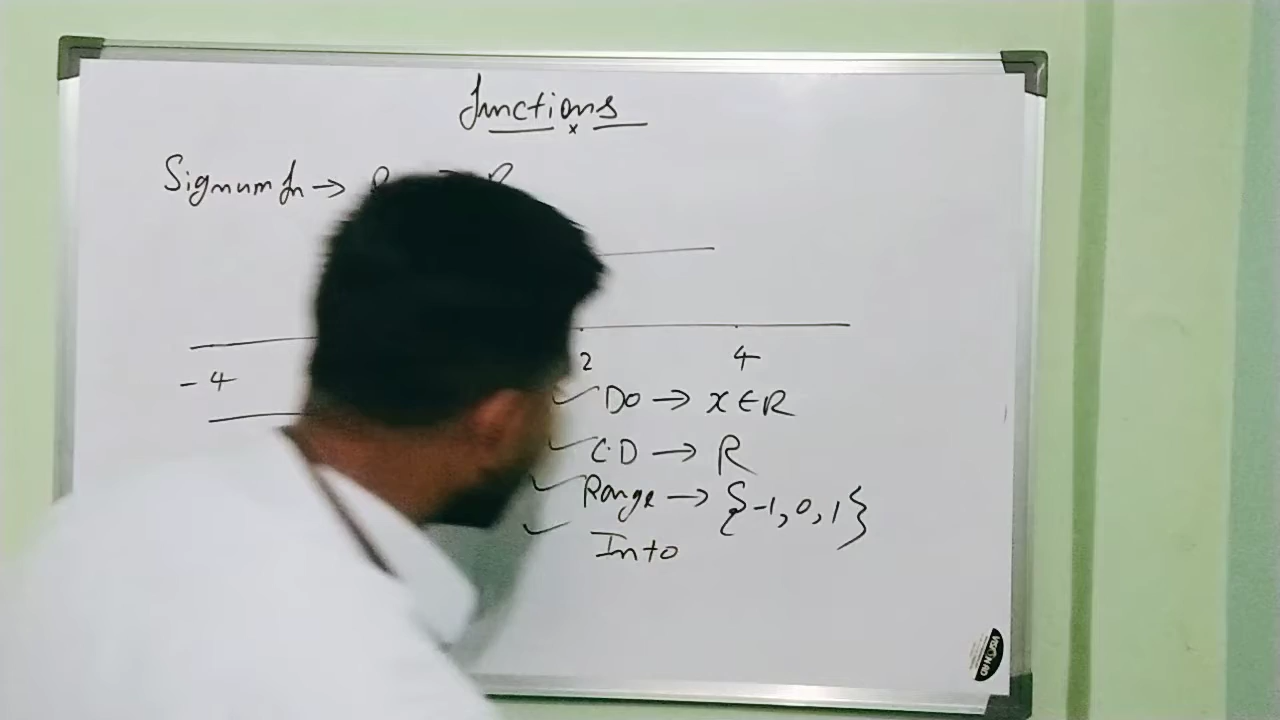 Functions
Signum fn → R → R
2 4
-4
Do → x ∈ R
C.D → R
Range → {-1, 0, 1}
Into